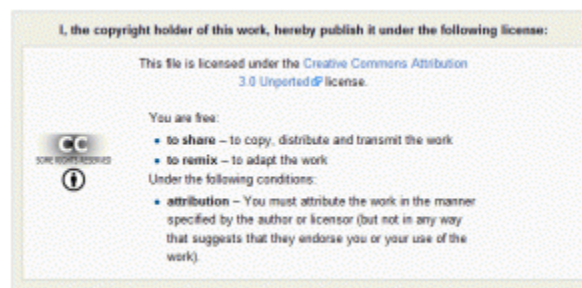 I, the copyright holder of this work, hereby publish it under the following license:
This file is licensed under the Creative Commons Attribution
3.0 Unported license.
You are free:
• to share – to copy, distribute and transmit the work
• to remix – to adapt the work
CC
SOME RIGHTS RESERVED
Under the following conditions:
• attribution – You must attribute the work in the manner
specified by the author or licensor (but not in any way
that suggests that they endorse you or your use of the
work).